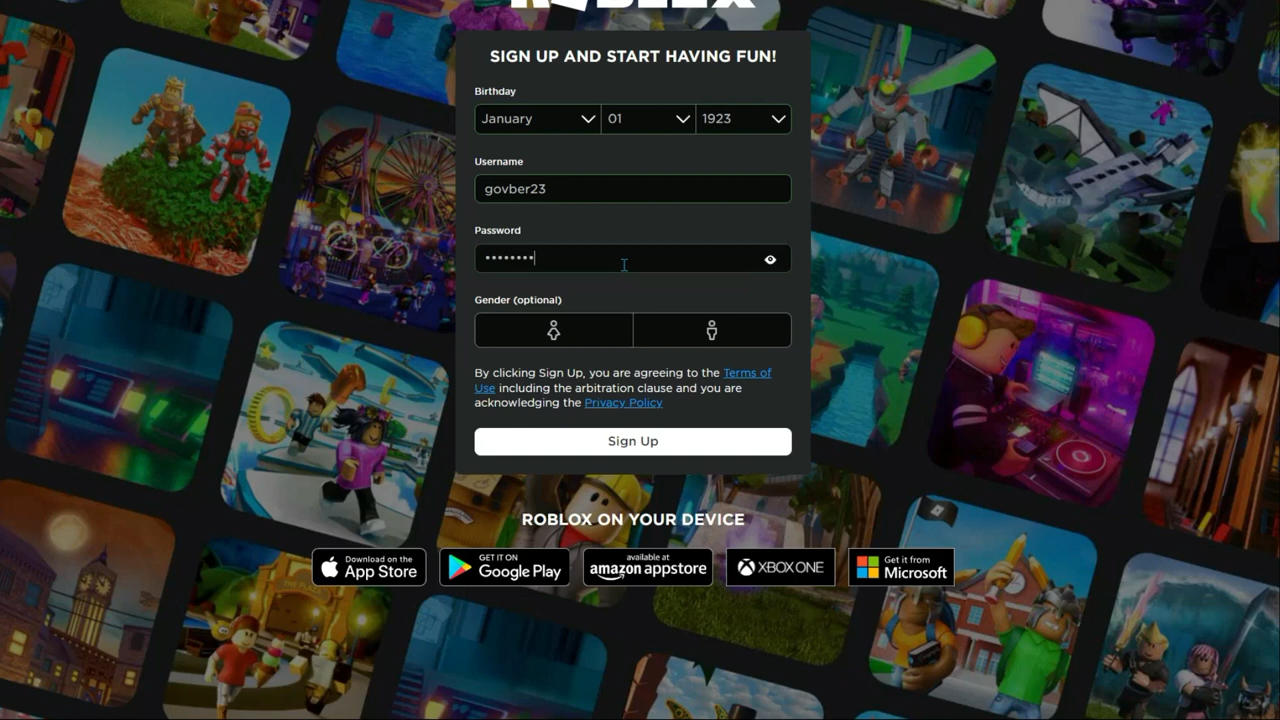 ROBLOX
SIGN UP AND START HAVING FUN!
Birthday
January 01 1923
Username
govber23
Password
••••••••
Gender (optional)
By clicking Sign Up, you are agreeing to the Terms of
Use including the arbitration clause and you are
acknowledging the Privacy Policy
Sign Up
ROBLOX ON YOUR DEVICE
Download on the
App Store
GET IT ON
Google Play
available at
amazon appstore
XBOX ONE
Get it from
Microsoft